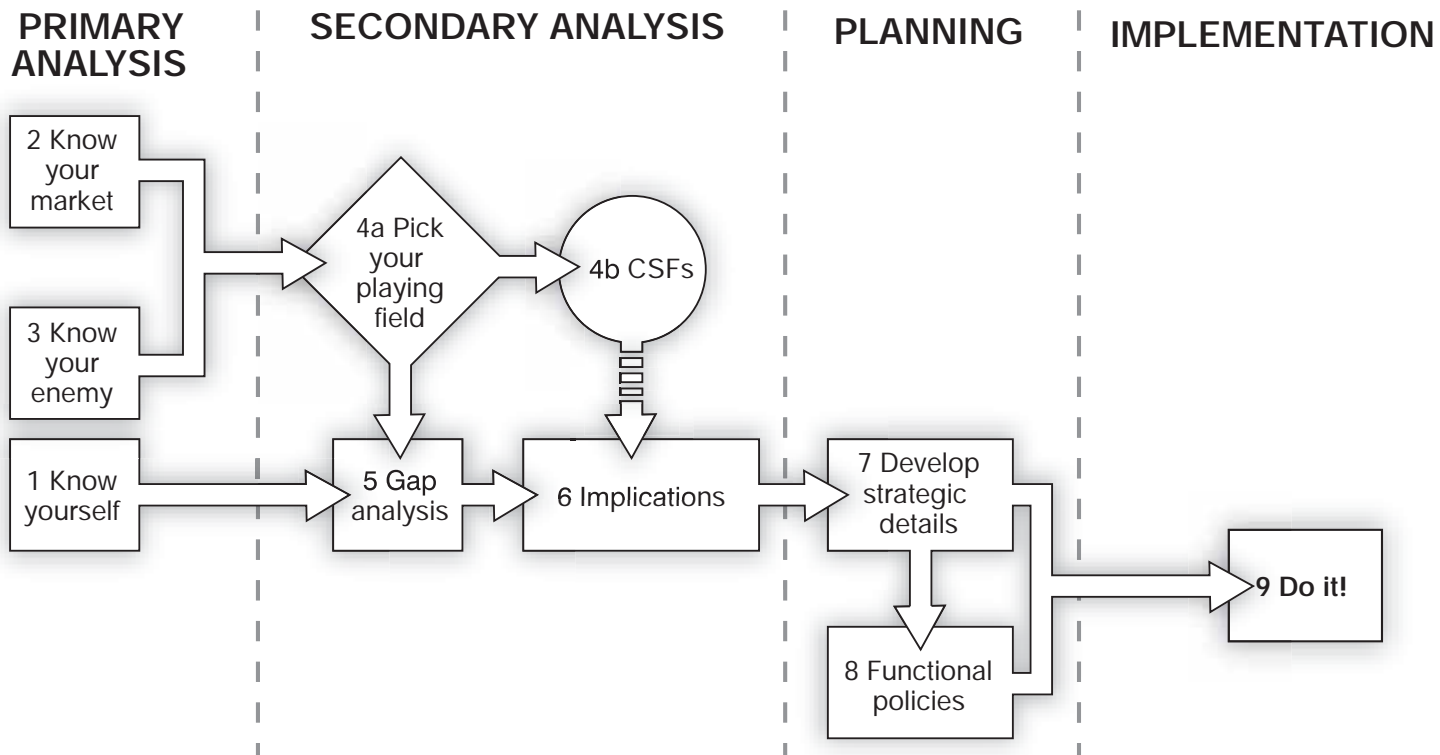 PRIMARY
ANALYSIS
SECONDARY ANALYSIS
PLANNING
IMPLEMENTATION
2 Know
your
market
3 Know
your
enemy
1 Know
yourself
4a Pick
your
playing
field
4b CSFs
5 Gap
analysis
6 Implications
7 Develop
strategic
details
8 Functional
policies
9 Do it!